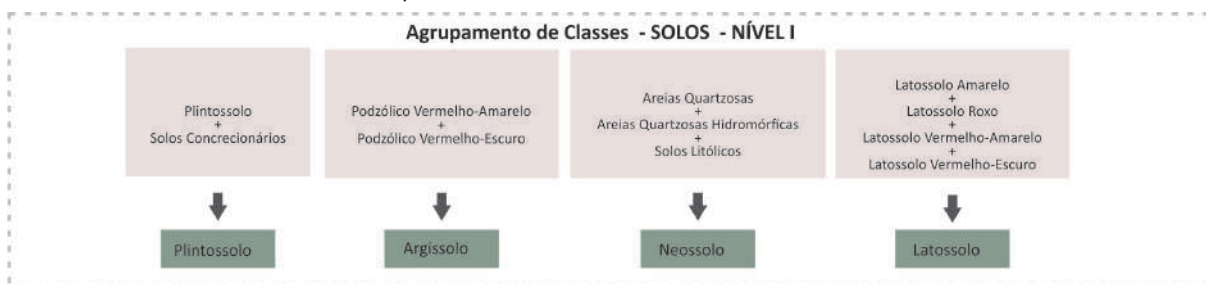 Agrupamento de Classes - SOLOS - NÍVEL I
Plintossolo
+
Solos Concrecionários
Podzólico Vermelho-Amarelo
+
Podzólico Vermelho-Escuro
Areias Quartzosas
+
Areias Quartzosas Hidromórficas
+
Solos Litólicos
Latossolo Amarelo
+
Latossolo Roxo
+
Latossolo Vermelho-Amarelo
+
Latossolo Vermelho-Escuro
Plintossolo
Argissolo
Neossolo
Latossolo